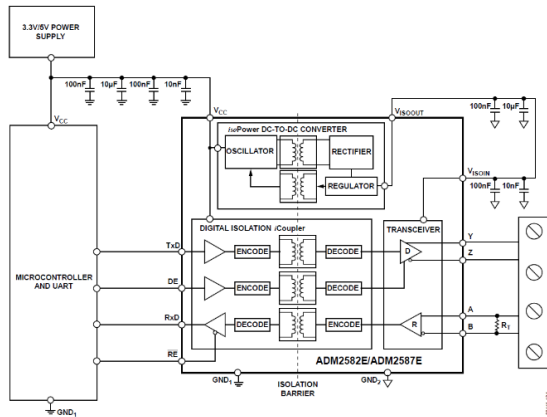 3.3V/5V POWER
SUPPLY
100nF 10µF 100nF 10nF
100nF 10µF
VCC VCC VISOOUT
isoPower DC-TO-DC CONVERTER
OSCILLATOR RECTIFIER
REGULATOR
VISOIN
100nF 10nF
DIGITAL ISOLATION iCoupler TRANSCEIVER
TxD ENCODE DECODE D Y
Z
MICROCONTROLLER
AND UART
DE ENCODE DECODE
RxD DECODE ENCODE R A
B RT
RE
ADM2582E/ADM2587E
GND1 GND2
ISOLATION
BARRIER
GND1